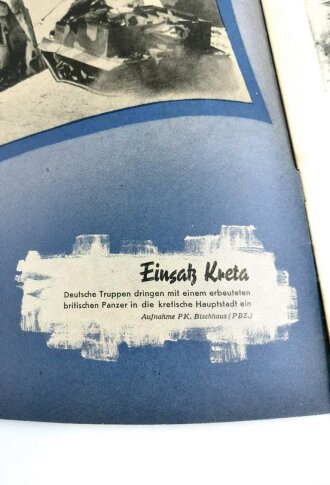 Einsatz Kreta
Deutsche Truppen dringen mit einem erbeuteten
britischen Panzer in die kretische Hauptstadt ein
Aufnahme PK. Bischhaus (PBZ.)